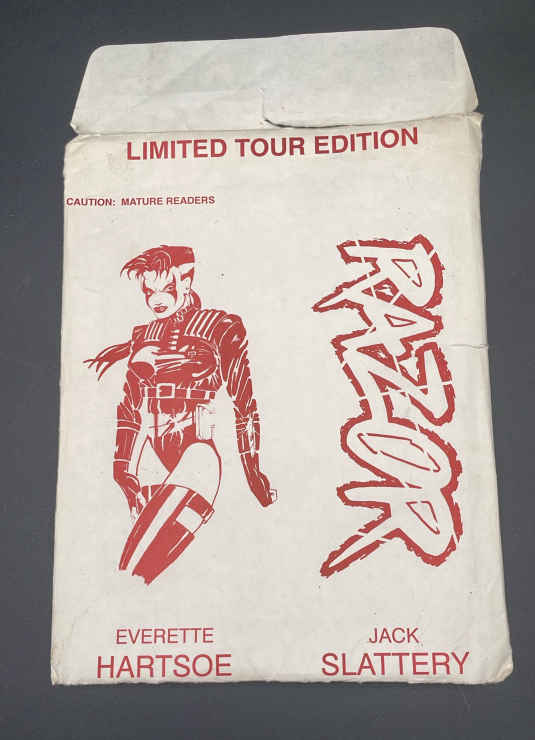 LIMITED TOUR EDITION
CAUTION: MATURE READERS
RAZOR
EVERETTE
HARTSOE
JACK
SLATTERY